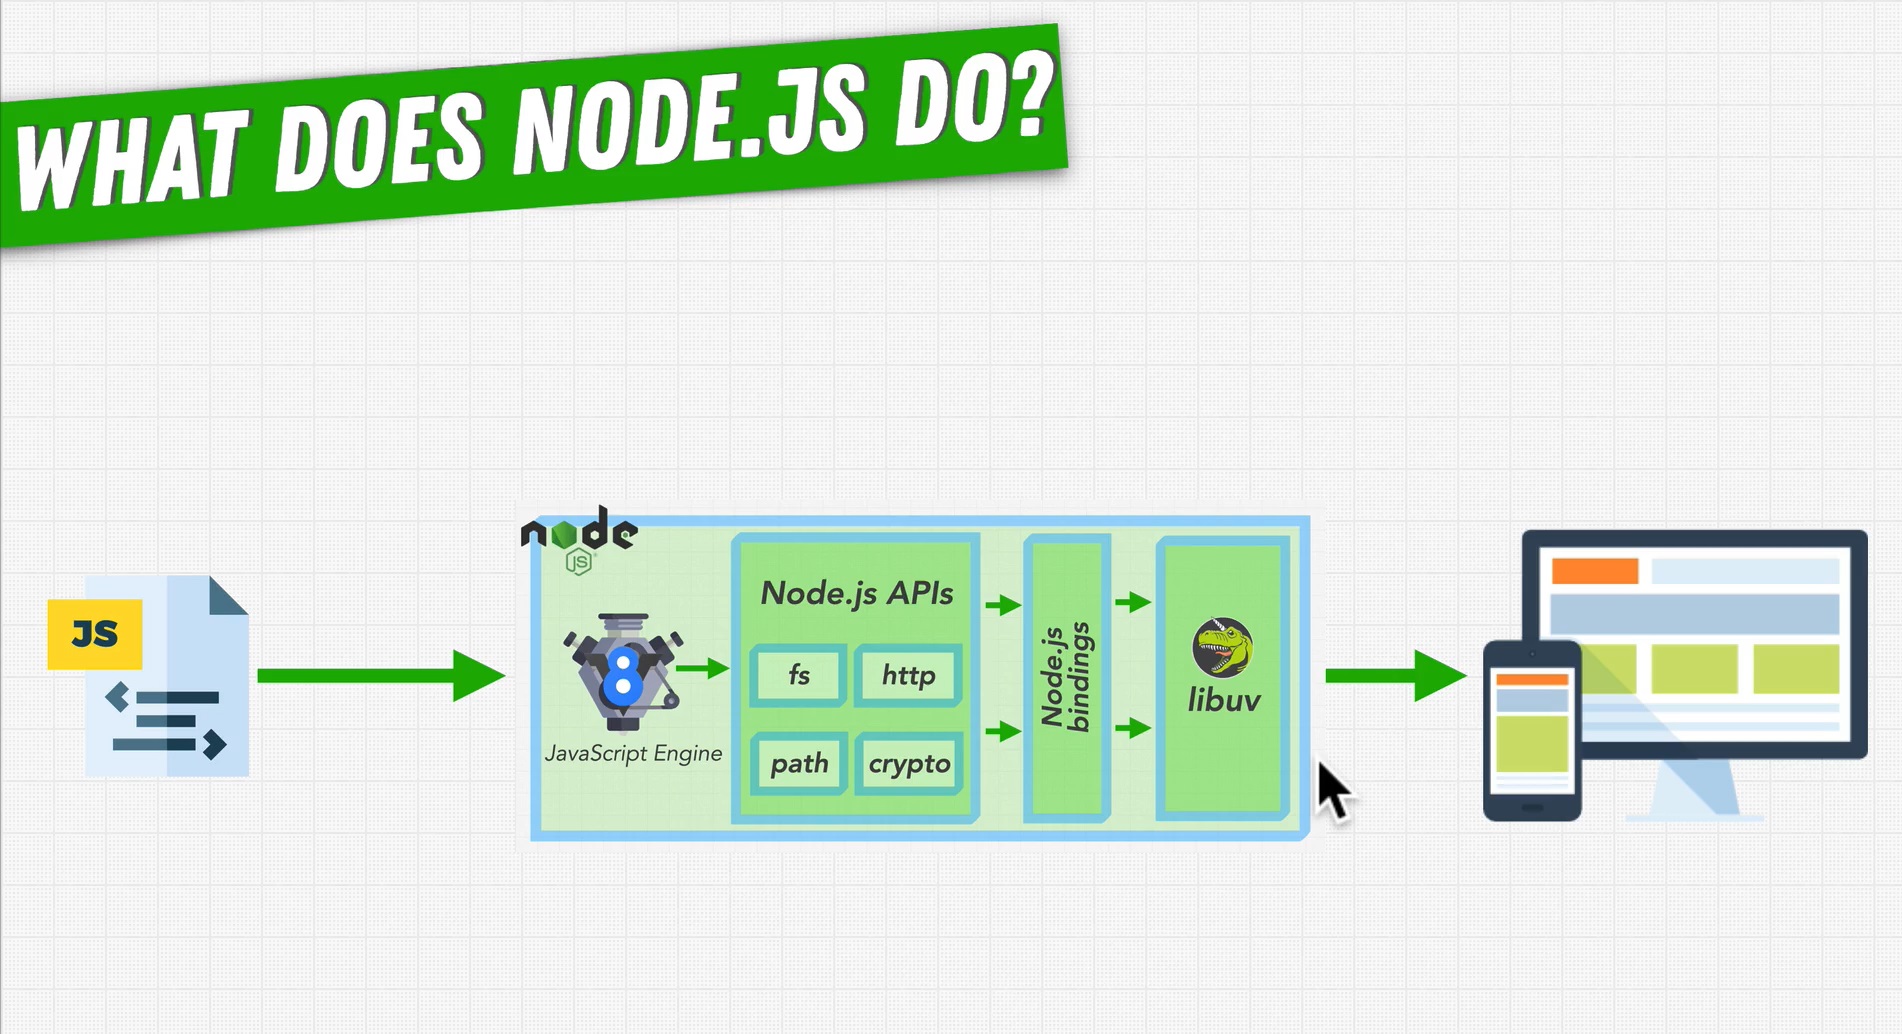 WHAT DOES NODE.JS DO?
node
JS
JS
8
JavaScript Engine
Node.js APIs
fs
http
path
crypto
Node.js
bindings
libuv